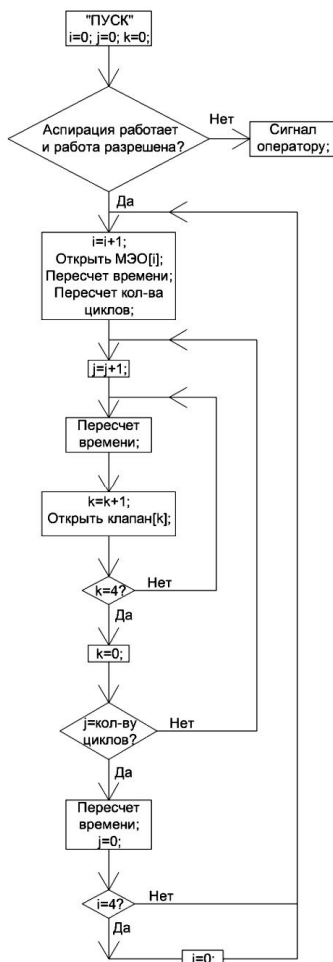 "ПУСК"
i=0; j=0; k=0;
Аспирация работает
и работа разрешена?
Нет
Сигнал
оператору;
Да
i=i+1;
Открыть МЭО[i];
Пересчет времени;
Пересчет кол-ва
циклов;
j=j+1;
Пересчет
времени;
k=k+1;
Открыть клапан[k];
k=4?
Нет
Да
k=0;
j=кол-ву
циклов?
Нет
Да
Пересчет
времени;
j=0;
i=4?
Нет
Да
i=0;